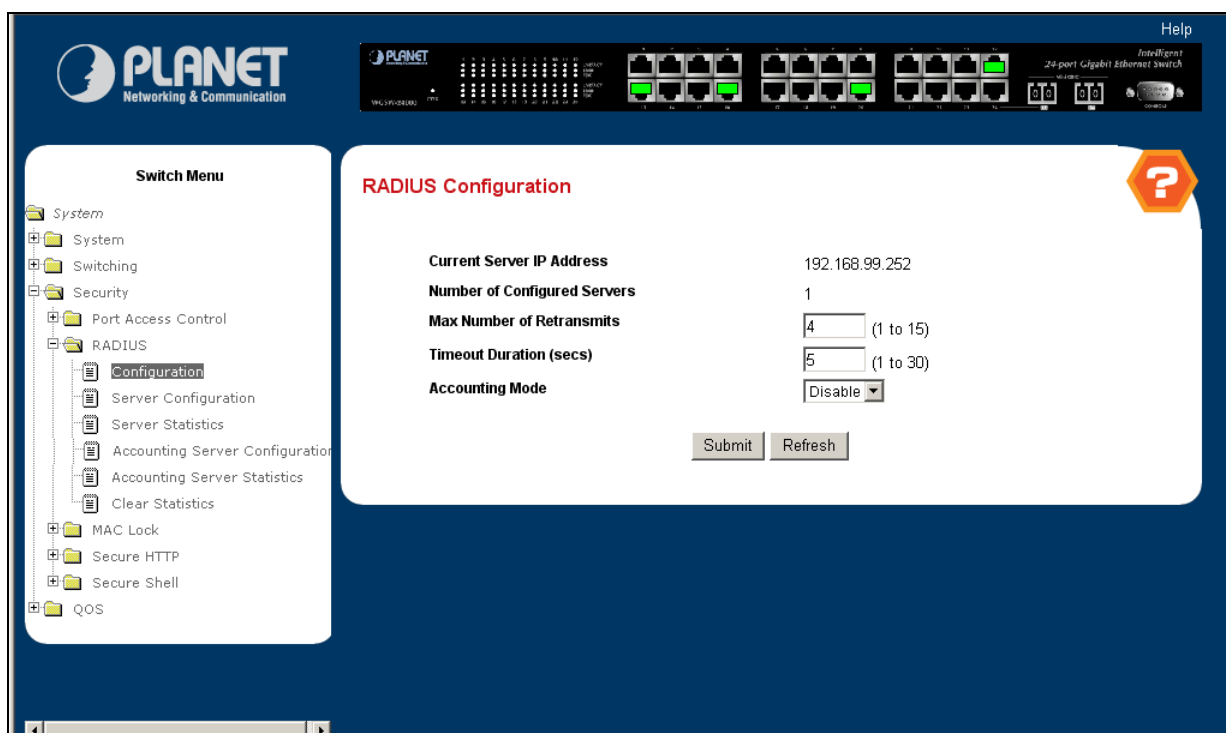 Help
PLANET
Networking & Communication
PLANET
Intelligent
24-port Gigabit Ethernet Switch
Switch Menu
System
System
Switching
Security
Port Access Control
RADIUS
Configuration
Server Configuration
Server Statistics
Accounting Server Configuration
Accounting Server Statistics
Clear Statistics
MAC Lock
Secure HTTP
Secure Shell
QOS
RADIUS Configuration
?
Current Server IP Address 192.168.99.252
Number of Configured Servers 1
Max Number of Retransmits 4 (1 to 15)
Timeout Duration (secs) 5 (1 to 30)
Accounting Mode Disable
Submit Refresh